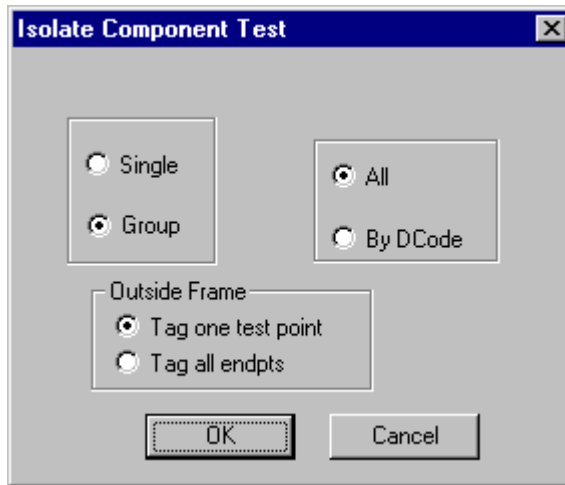 Isolate Component Test
Single
All
Group
By DCode
Outside Frame
Tag one test point
Tag all endpts
OK
Cancel